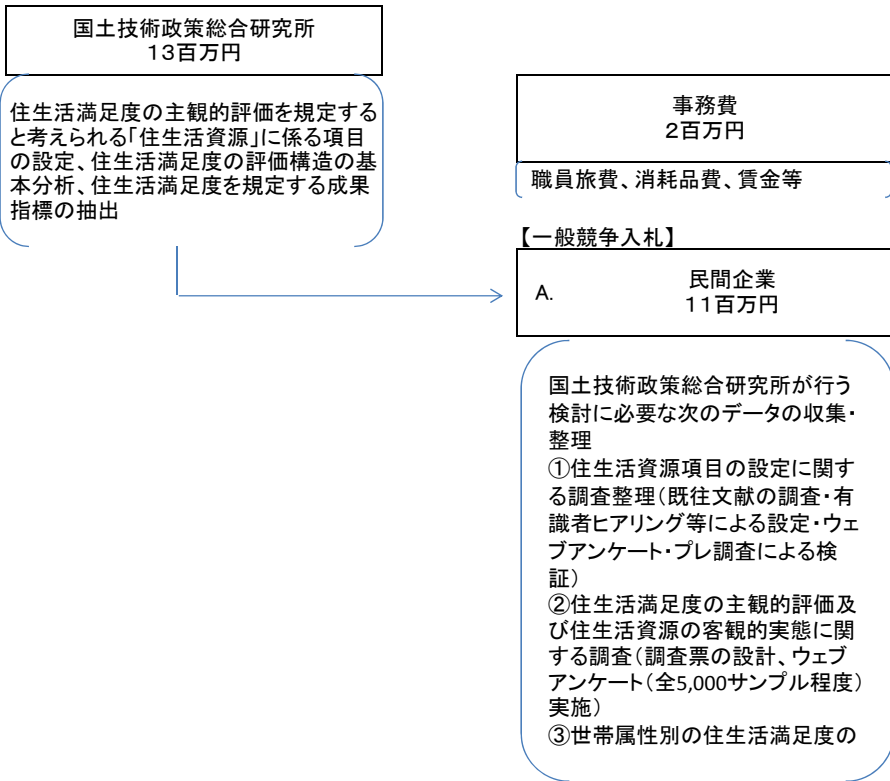 国土技術政策総合研究所
13百万円
住生活満足度の主観的評価を規定する
と考えられる「住生活資源」に係る項目
の設定、住生活満足度の評価構造の基
本分析、住生活満足度を規定する成果
指標の抽出
事務費
2百万円
職員旅費、消耗品費、賃金等
【一般競争入札】
A.
民間企業
11百万円
国土技術政策総合研究所が行う
検討に必要な次のデータの収集・
整理
①住生活資源項目の設定に関す
る調査整理(既往文献の調査・有
識者ヒアリング等による設定・ウェ
ブアンケート・プレ調査による検
証)
②住生活満足度の主観的評価及
び住生活資源の客観的実態に関
する調査(調査票の設計、ウェブ
アンケート(全5,000サンプル程度)
実施)
③世帯属性別の住生活満足度の